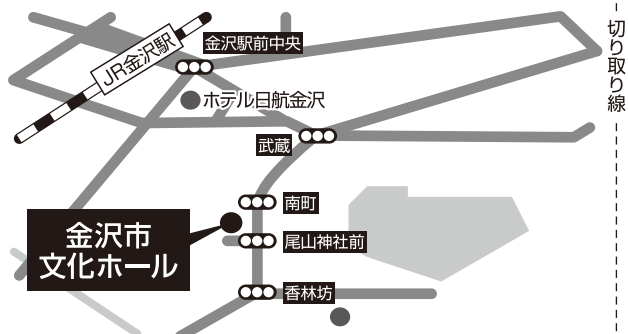 金沢駅前中央
JR金沢駅
ホテル日航金沢
武蔵
南町
金沢市
文化ホール
尾山神社前
香林坊
切り取り線